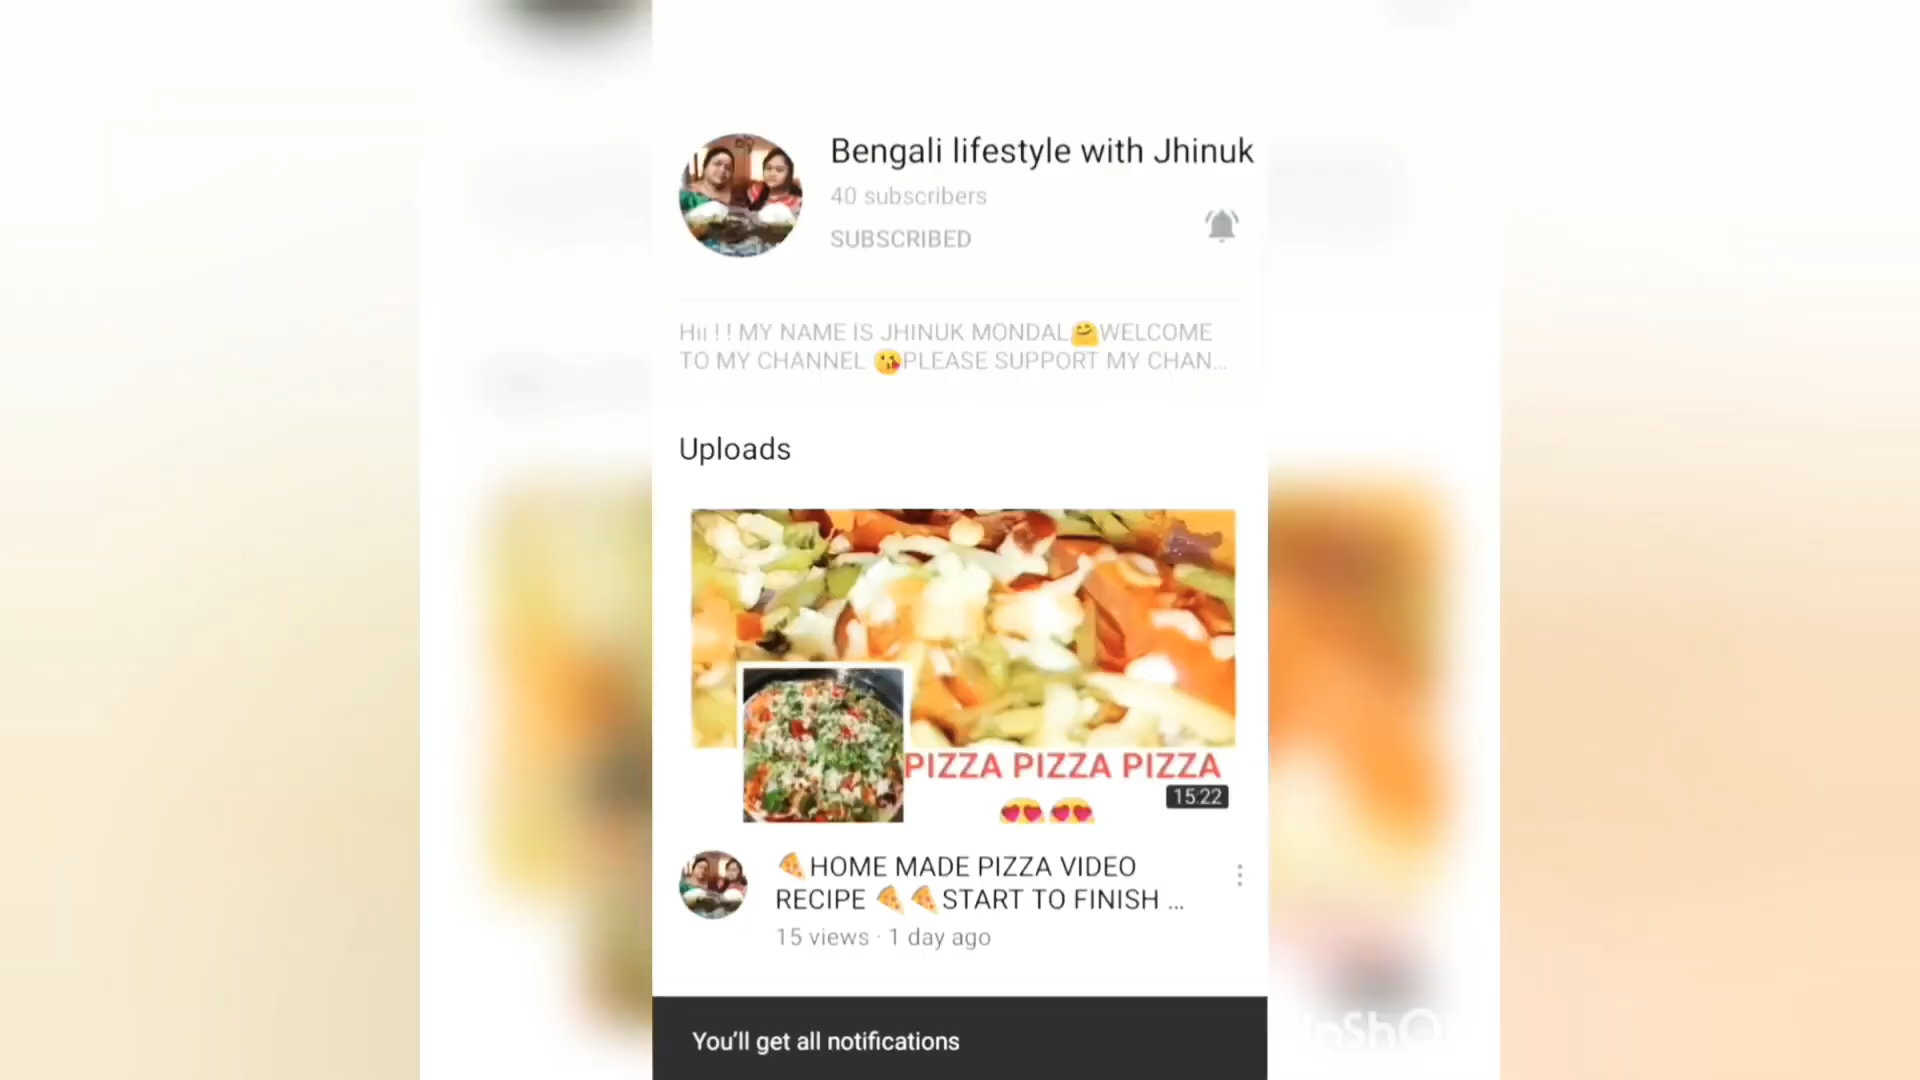 Bengali lifestyle with Jhinuk
40 subscribers
SUBSCRIBED
Hii ! ! MY NAME IS JHINUK MONDAL🤗WELCOME
TO MY CHANNEL 😘PLEASE SUPPORT MY CHAN...
Uploads
PIZZA PIZZA PIZZA
😍😍
15:22
🍕HOME MADE PIZZA VIDEO
RECIPE 🍕🍕START TO FINISH ...
15 views · 1 day ago
You'll get all notifications